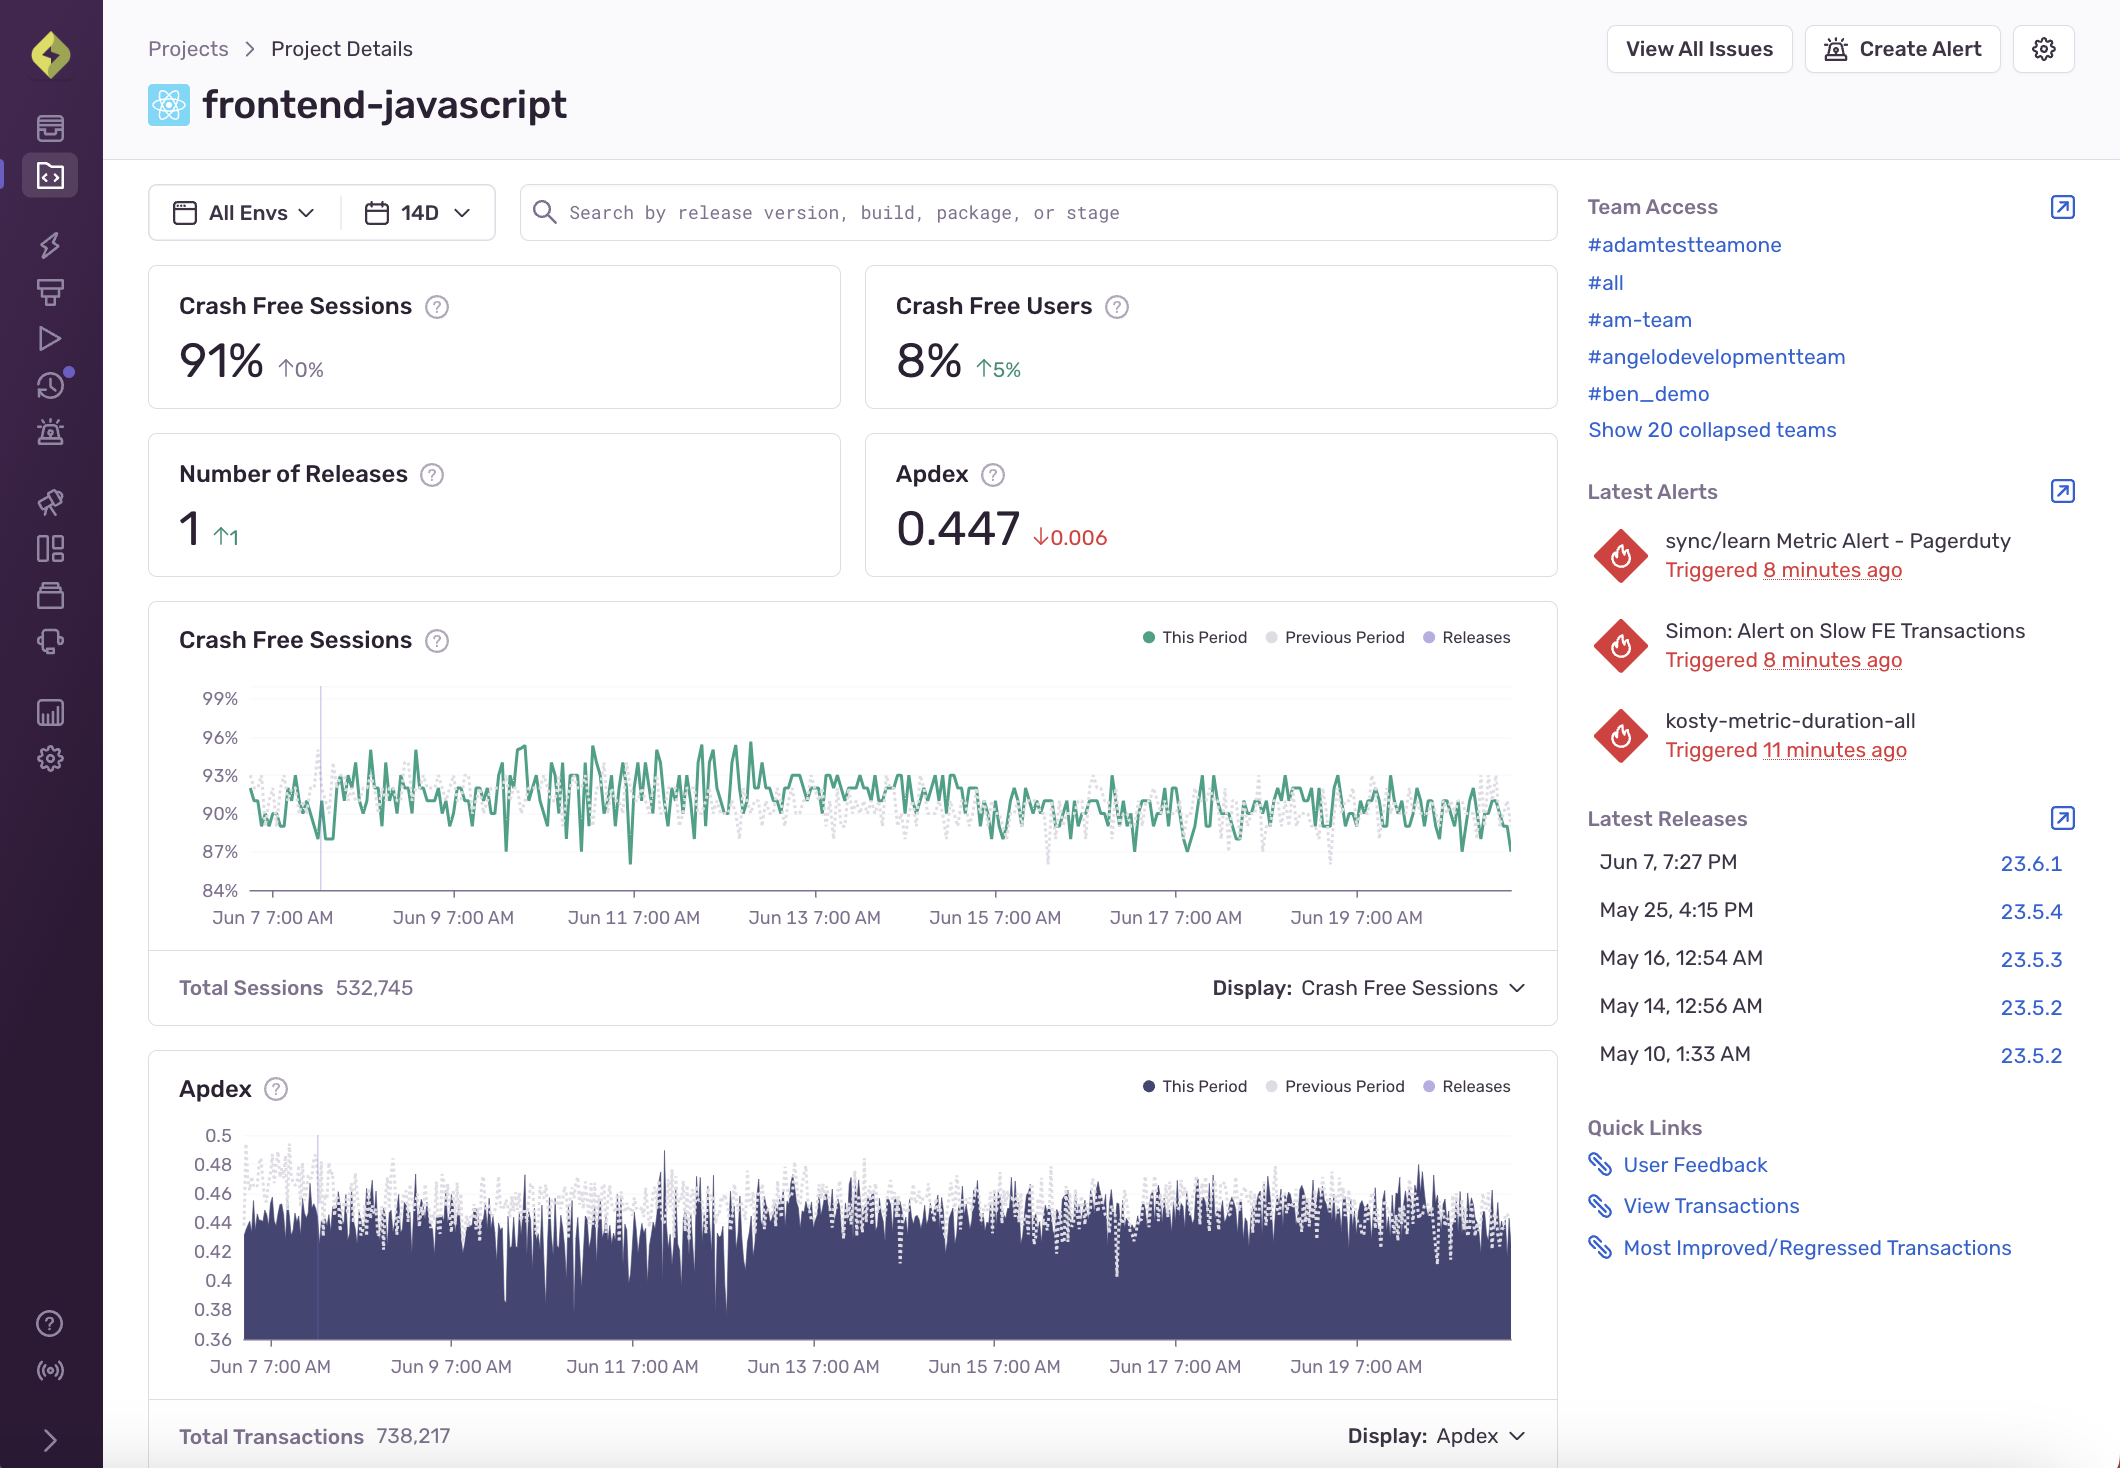 Projects > Project Details
View All Issues
Create Alert
frontend-javascript
All Envs
14D
Search by release version, build, package, or stage
Crash Free Sessions ?
91% ↑0%
Crash Free Users ?
8% ↑5%
Number of Releases ?
1 ↑1
Apdex ?
0.447 ↓0.006
Crash Free Sessions ?
This Period Previous Period Releases
99%
96%
93%
90%
87%
84%
Jun 7 7:00 AM Jun 9 7:00 AM Jun 11 7:00 AM Jun 13 7:00 AM Jun 15 7:00 AM Jun 17 7:00 AM Jun 19 7:00 AM
Total Sessions 532,745
Display: Crash Free Sessions
Apdex ?
This Period Previous Period Releases
0.5
0.48
0.46
0.44
0.42
0.4
0.38
0.36
Jun 7 7:00 AM Jun 9 7:00 AM Jun 11 7:00 AM Jun 13 7:00 AM Jun 15 7:00 AM Jun 17 7:00 AM Jun 19 7:00 AM
Total Transactions 738,217
Display: Apdex
Team Access
#adamtestteamone
#all
#am-team
#angelodevelopmentteam
#ben_demo
Show 20 collapsed teams
Latest Alerts
sync/learn Metric Alert - Pagerduty
Triggered 8 minutes ago
Simon: Alert on Slow FE Transactions
Triggered 8 minutes ago
kosty-metric-duration-all
Triggered 11 minutes ago
Latest Releases
Jun 7, 7:27 PM 23.6.1
May 25, 4:15 PM 23.5.4
May 16, 12:54 AM 23.5.3
May 14, 12:56 AM 23.5.2
May 10, 1:33 AM 23.5.2
Quick Links
User Feedback
View Transactions
Most Improved/Regressed Transactions